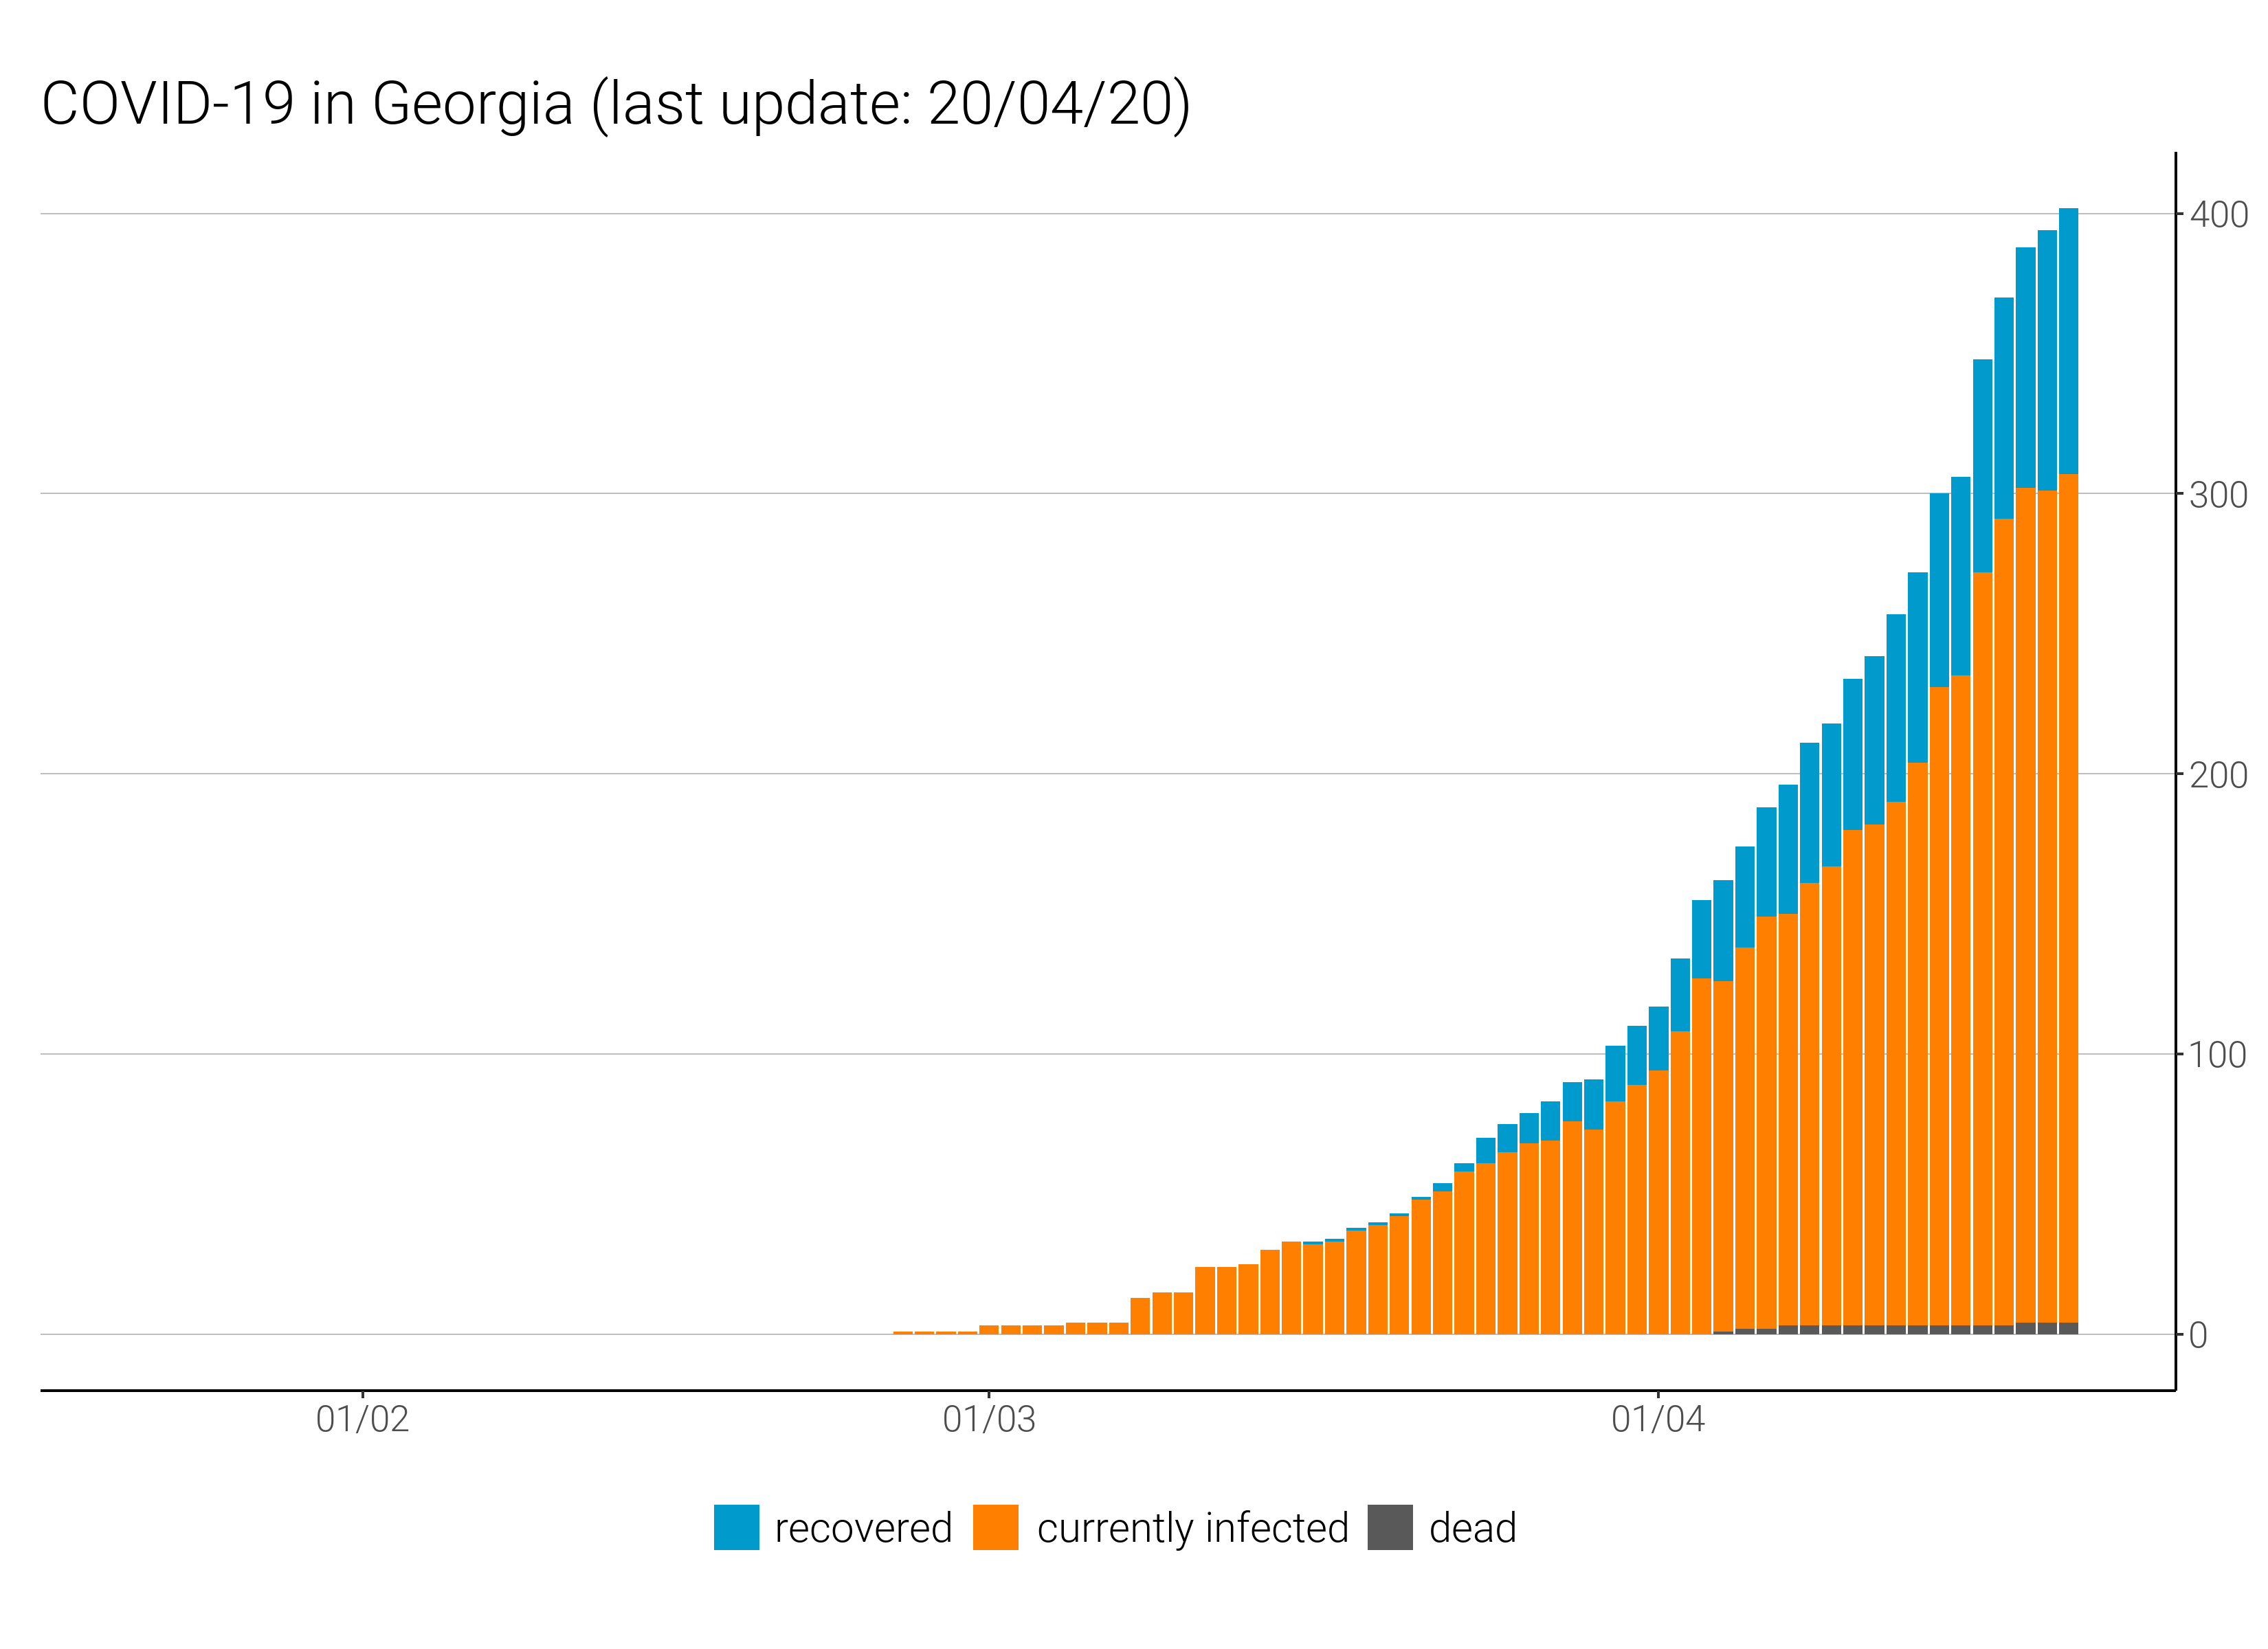 COVID-19 in Georgia (last update: 20/04/20)
400
300
200
100
0
01/02 01/03 01/04
recovered currently infected dead